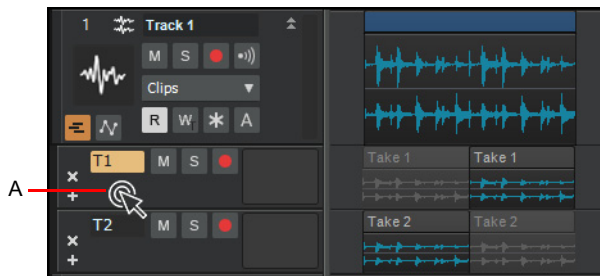 1 Track 1
M S
Clips
R W A
T1 M S
Take 1 Take 1
A
T2 M S
Take 2 Take 2